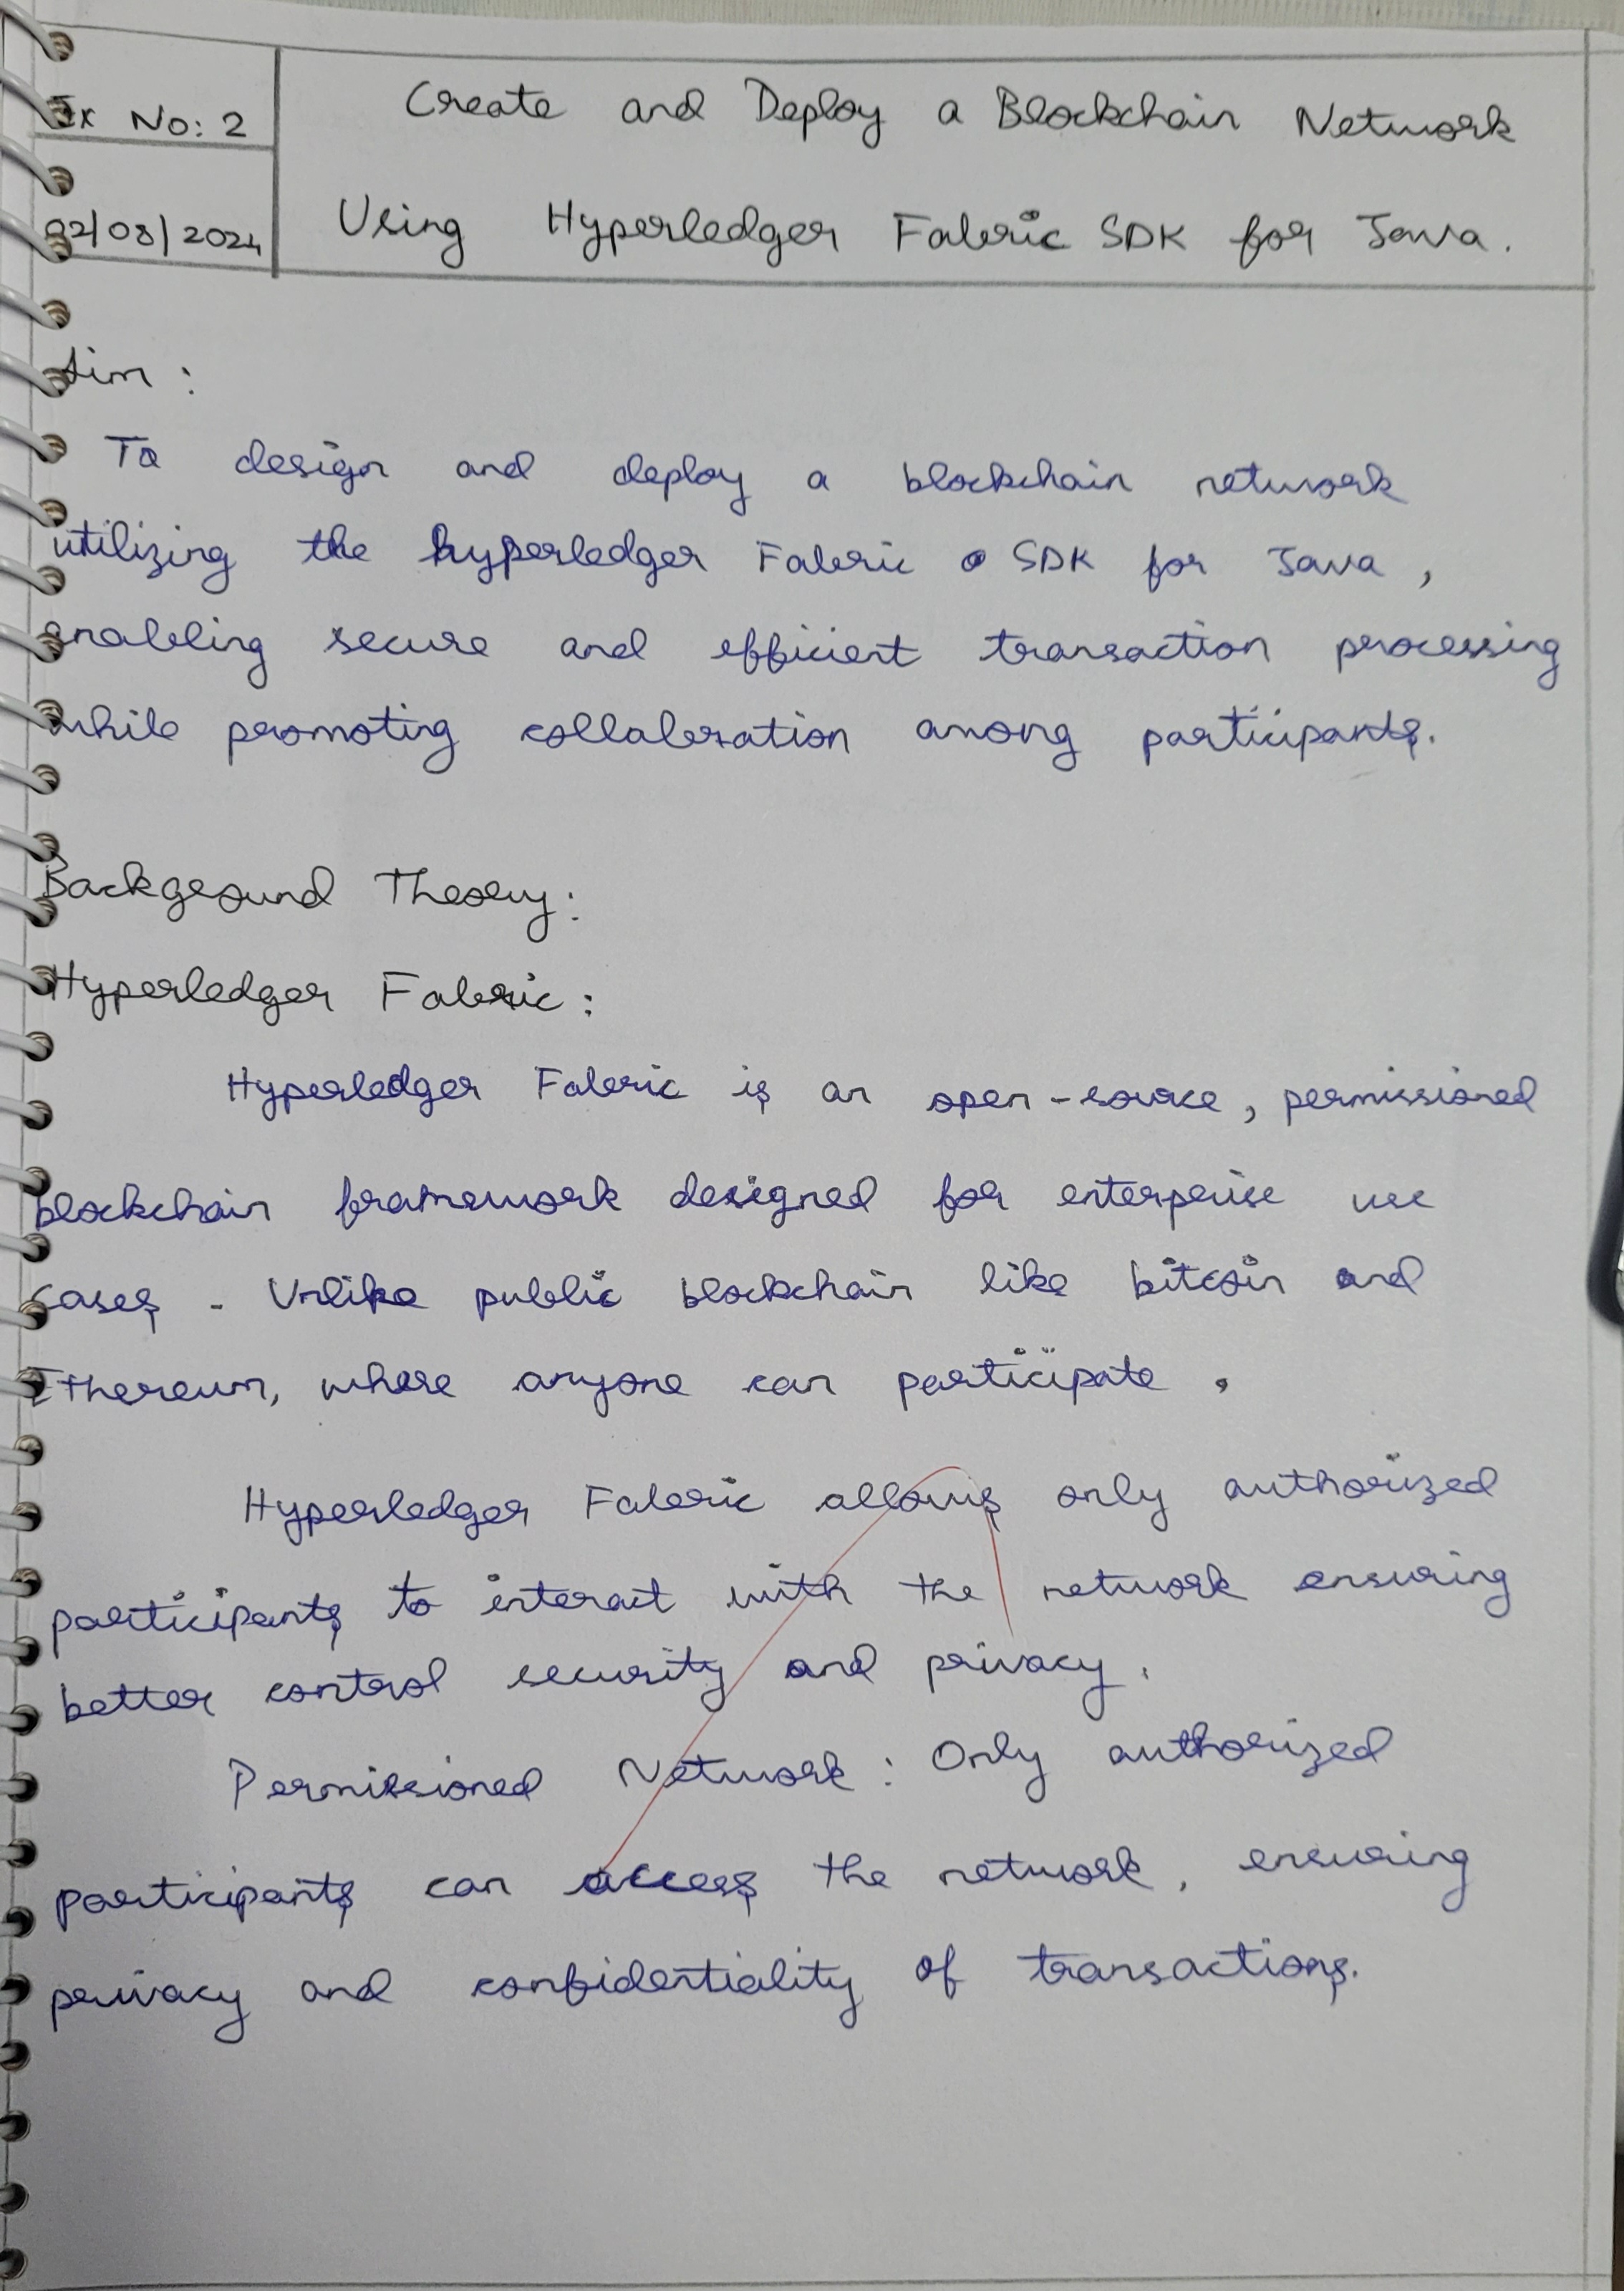 Ex No: 2
Create and Deploy a Blockchain Network
02/08/2024
Using Hyperledger Fabric SDK for Java.
Aim :
To design and deploy a blockchain network
utilizing the hyperledger Fabric SDK for Java,
enabling secure and efficient transaction processing
while promoting collaboration among participants.
Background Theory:
Hyperledger Fabric:
Hyperledger Fabric is an open-source, permissioned
blockchain framework designed for enterprise use
cases. Unlike public blockchain like bitcoin and
Ethereum, where anyone can participate.
Hyperledger Fabric allows only authorized
participants to interact with the network ensuring
better control security and privacy.
Permissioned Network: Only authorized
participants can access the network, ensuring
privacy and confidentiality of transactions.